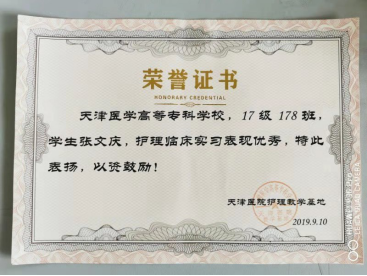 荣誉证书
HONORARY CREDENTIAL
天津医学高等专科学校，17级178班，
学生张文庆，护理临床实习表现优秀，特此
表扬，以资鼓励！
天津医院护理教学基地
2019.9.10